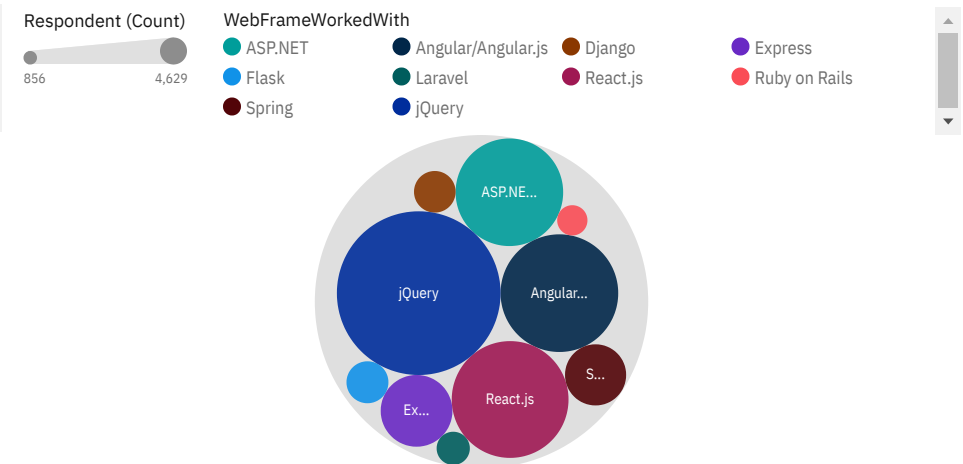 Respondent (Count)
856
4,629
WebFrameWorkedWith
ASP.NET
Angular/Angular.js
Django
Express
Flask
Laravel
React.js
Ruby on Rails
Spring
jQuery
ASP.NE...
jQuery
Angular...
S...
React.js
Ex...